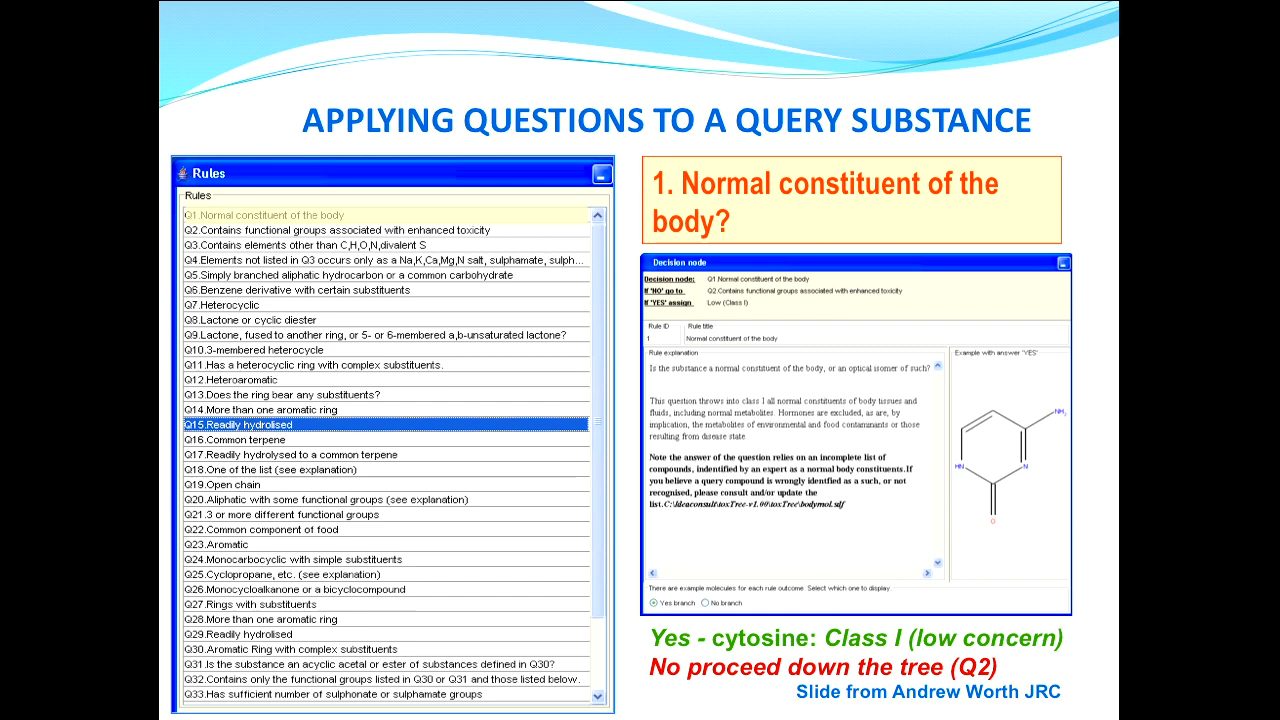 APPLYING QUESTIONS TO A QUERY SUBSTANCE
Rules
Rules
Q1.Normal constituent of the body
Q2.Contains functional groups associated with enhanced toxicity
Q3.Contains elements other than C,H,O,N,divalent S
Q4.Elements not listed in Q3 occurs only as a Na,K,Ca,Mg,N salt, sulphamate, sulph...
Q5.Simply branched aliphatic hydrocarbon or a common carbohydrate
Q6.Benzene derivative with certain substituents
Q7.Heterocyclic
Q8.Lactone or cyclic diester
Q9.Lactone, fused to another ring, or 5- or 6-membered a,b-unsaturated lactone?
Q10.3-membered heterocycle
Q11.Has a heterocyclic ring with complex substituents.
Q12.Heteroaromatic
Q13.Does the ring bear any substituents?
Q14.More than one aromatic ring
Q15.Readily hydrolised
Q16.Common terpene
Q17.Readily hydrolysed to a common terpene
Q18.One of the list (see explanation)
Q19.Open chain
Q20.Aliphatic with some functional groups (see explanation)
Q21.3 or more different functional groups
Q22.Common component of food
Q23.Aromatic
Q24.Monocarbocyclic with simple substituents
Q25.Cyclopropane, etc. (see explanation)
Q26.Monocycloalkanone or a bicyclocompound
Q27.Rings with substituents
Q28.More than one aromatic ring
Q29.Readily hydrolised
Q30.Aromatic Ring with complex substituents
Q31.Is the substance an acyclic acetal or ester of substances defined in Q30?
Q32.Contains only the functional groups listed in Q30 or Q31 and those listed below.
Q33.Has sufficient number of sulphonate or sulphamate groups
1. Normal constituent of the
body?
Decision node
Decision node: Q1.Normal constituent of the body
If 'NO' go to Q2.Contains functional groups associated with enhanced toxicity
If 'YES' assign Low (Class I)
Rule ID Rule title
1 Normal constituent of the body
Rule explanation
Is the substance a normal constituent of the body, or an optical isomer of such?
This question throws into class I all normal constituents of body tissues and
fluids, including normal metabolites. Hormones are excluded, as are, by
implication, the metabolites of environmental and food contaminants or those
resulting from disease state.
Note the answer of the question relies on an incomplete list of
compounds, indentified by an expert as a normal body constituents.If
you believe a query compound is wrongly identfied as a such, or not
recognised, please consult and/or update the
list.C:\Ideaconsult\toxTree-v1.00\toxTree\bodymol.sdf
Example with answer 'YES'
NH2
HN
N
O
There are example molecules for each rule outcome. Select which one to display
Yes branch No branch
Yes - cytosine: Class I (low concern)
No proceed down the tree (Q2)
Slide from Andrew Worth JRC